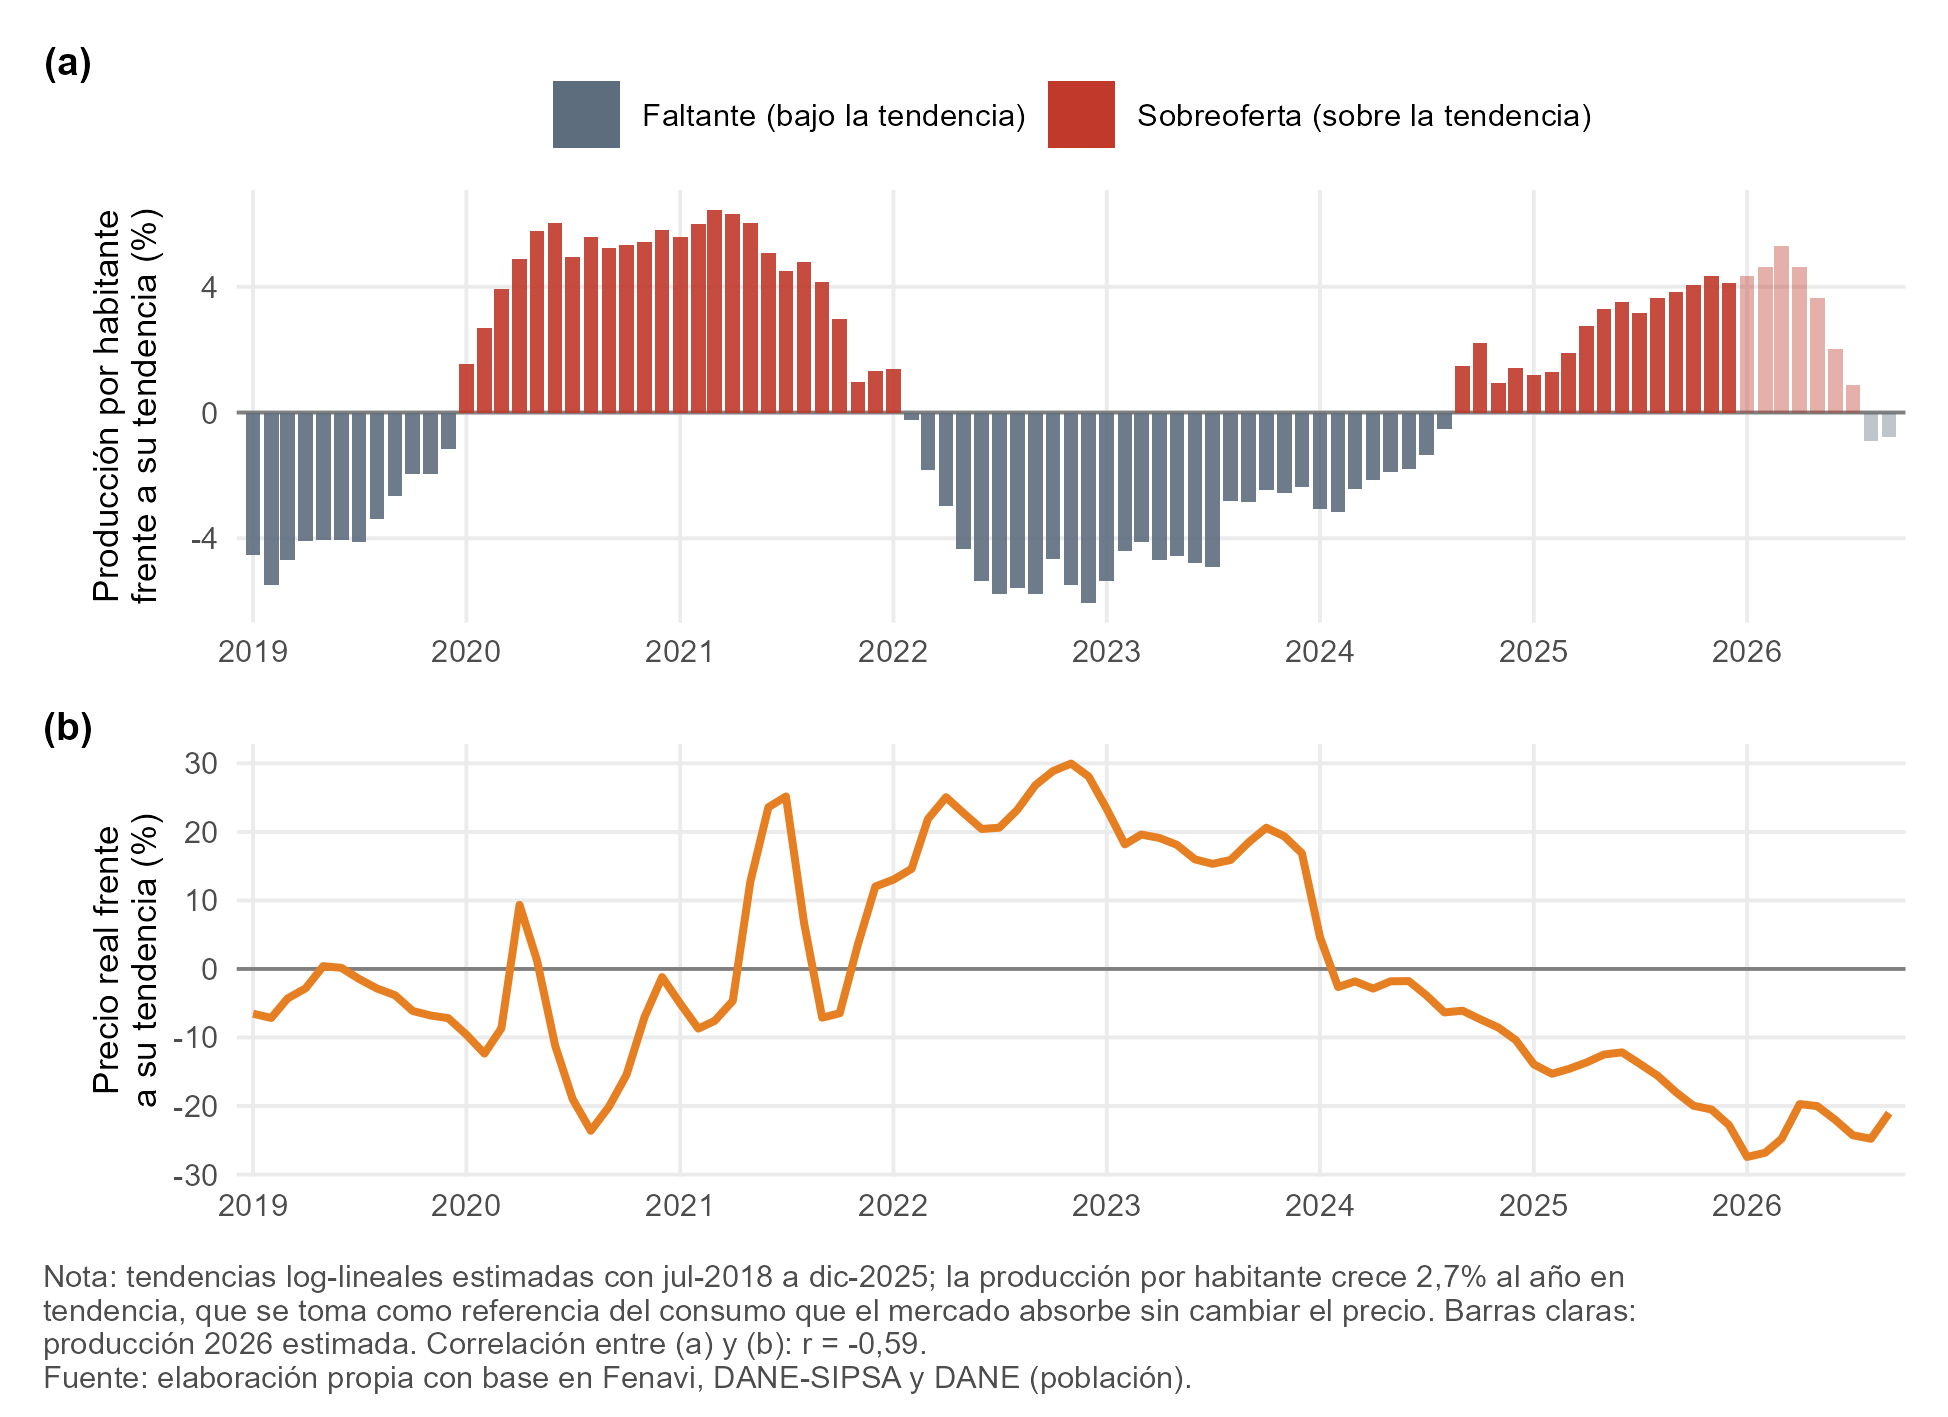 (a)
Faltante (bajo la tendencia)
Sobreoferta (sobre la tendencia)
Producción por habitante
frente a su tendencia (%)
4
0
-4
2019
2020
2021
2022
2023
2024
2025
2026
(b)
Precio real frente
a su tendencia (%)
30
20
10
0
-10
-20
-30
2019
2020
2021
2022
2023
2024
2025
2026
Nota: tendencias log-lineales estimadas con jul-2018 a dic-2025; la producción por habitante crece 2,7% al año en
tendencia, que se toma como referencia del consumo que el mercado absorbe sin cambiar el precio. Barras claras:
producción 2026 estimada. Correlación entre (a) y (b): r = -0,59.
Fuente: elaboración propia con base en Fenavi, DANE-SIPSA y DANE (población).